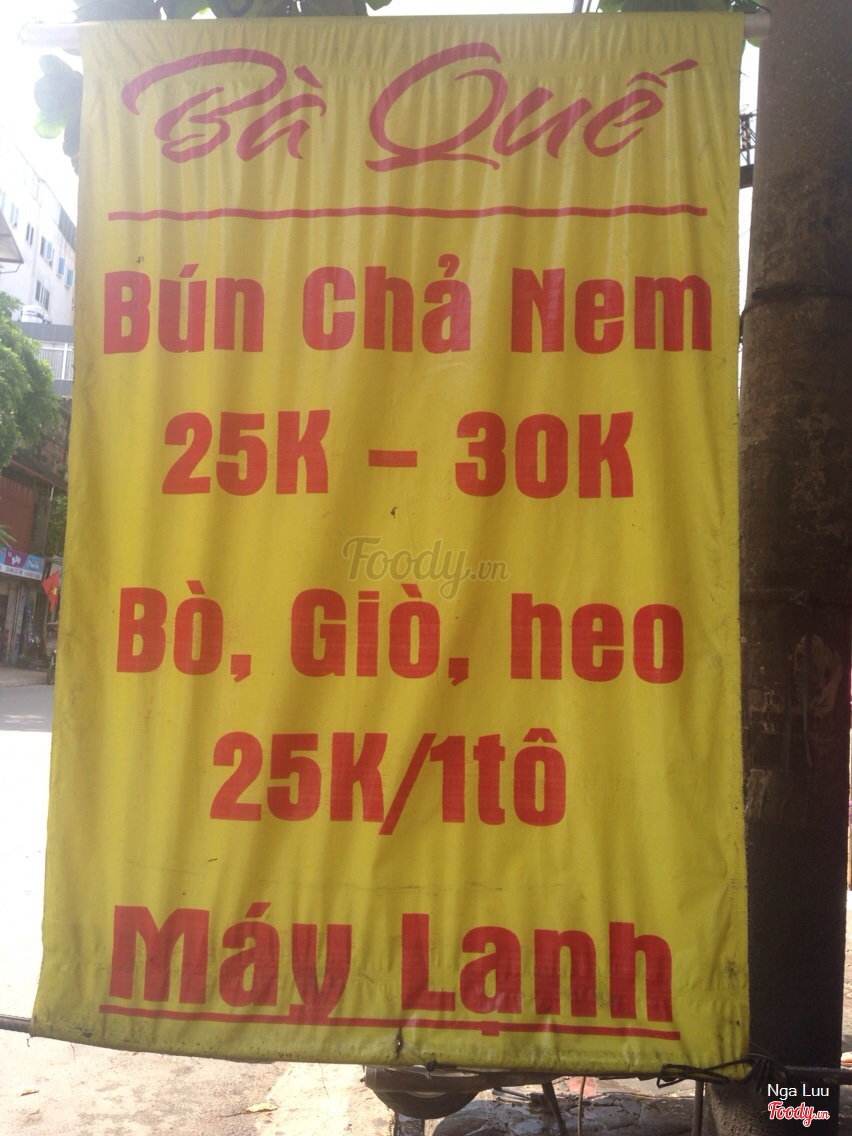 Bà Quế
Bún Chả Nem
25K – 30K
Foody.vn
Bò, Giò, heo
25K/1tô
Máy Lạnh
Nga Luu
Foody.vn